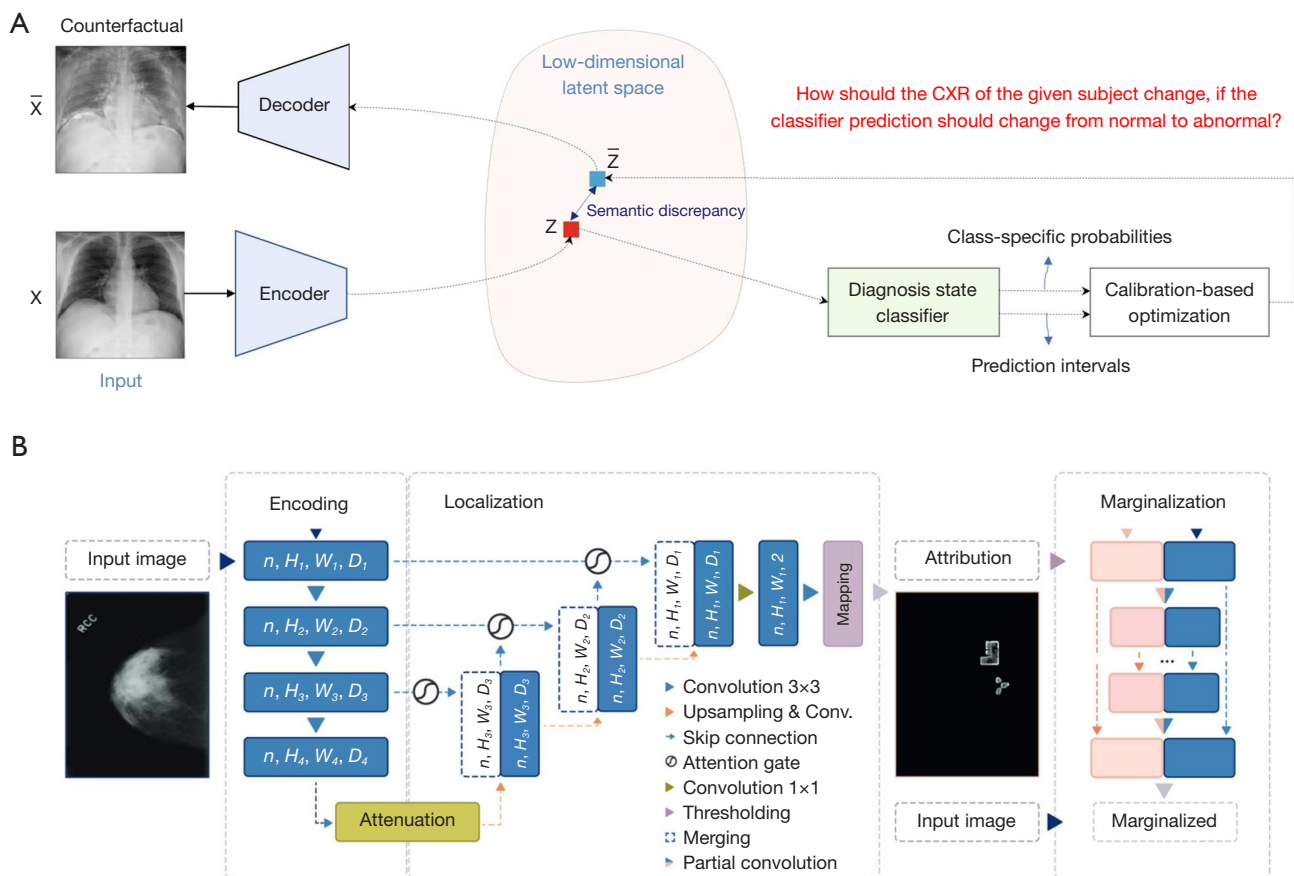 A
Counterfactual
X̅
Decoder
Low-dimensional
latent space
How should the CXR of the given subject change, if the
classifier prediction should change from normal to abnormal?
Z̅
Semantic discrepancy
Z
X
Encoder
Input
Class-specific probabilities
Diagnosis state
classifier
Calibration-based
optimization
Prediction intervals
B
Encoding
Localization
Marginalization
Input image
RCC
n, H₁, W₁, D₁
n, H₂, W₂, D₂
n, H₃, W₃, D₃
n, H₄, W₄, D₄
Attenuation
n, H₃, W₃, D₃
n, H₃, W₃, D₃
n, H₂, W₂, D₂
n, H₂, W₂, D₂
n, H₁, W₁, D₁
n, H₁, W₁, D₁
n, H₁, W₁, 2
Mapping
Convolution 3×3
Upsampling & Conv.
Skip connection
Attention gate
Convolution 1×1
Thresholding
Merging
Partial convolution
Attribution
Input image
...
Marginalized